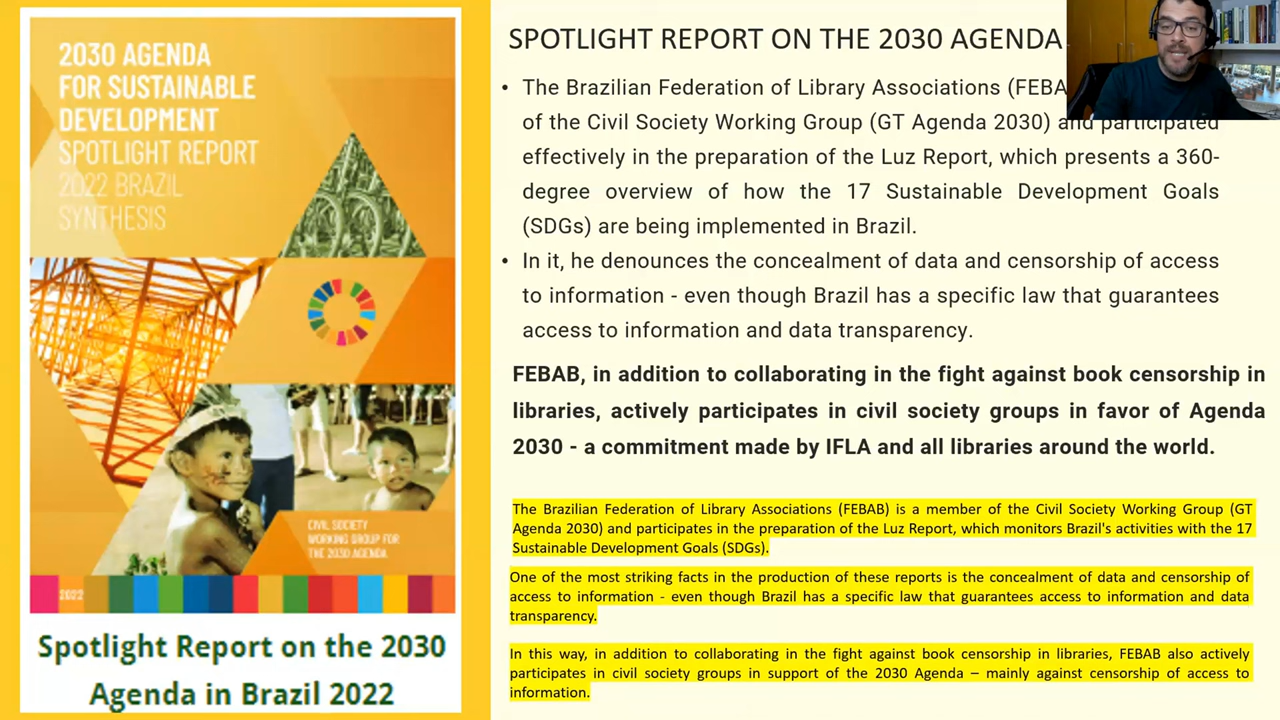 2030 AGENDA
FOR SUSTAINABLE
DEVELOPMENT
SPOTLIGHT REPORT
2022 BRAZIL
SYNTHESIS
CIVIL SOCIETY
WORKING GROUP FOR
THE 2030 AGENDA
2022
Spotlight Report on the 2030
Agenda in Brazil 2022
SPOTLIGHT REPORT ON THE 2030 AGENDA
• The Brazilian Federation of Library Associations (FEBA
of the Civil Society Working Group (GT Agenda 2030) and participated
effectively in the preparation of the Luz Report, which presents a 360-
degree overview of how the 17 Sustainable Development Goals
(SDGs) are being implemented in Brazil.
• In it, he denounces the concealment of data and censorship of access
to information - even though Brazil has a specific law that guarantees
access to information and data transparency.
FEBAB, in addition to collaborating in the fight against book censorship in
libraries, actively participates in civil society groups in favor of Agenda
2030 - a commitment made by IFLA and all libraries around the world.
The Brazilian Federation of Library Associations (FEBAB) is a member of the Civil Society Working Group (GT
Agenda 2030) and participates in the preparation of the Luz Report, which monitors Brazil's activities with the 17
Sustainable Development Goals (SDGs).
One of the most striking facts in the production of these reports is the concealment of data and censorship of
access to information - even though Brazil has a specific law that guarantees access to information and data
transparency.
In this way, in addition to collaborating in the fight against book censorship in libraries, FEBAB also actively
participates in civil society groups in support of the 2030 Agenda – mainly against censorship of access to
information.